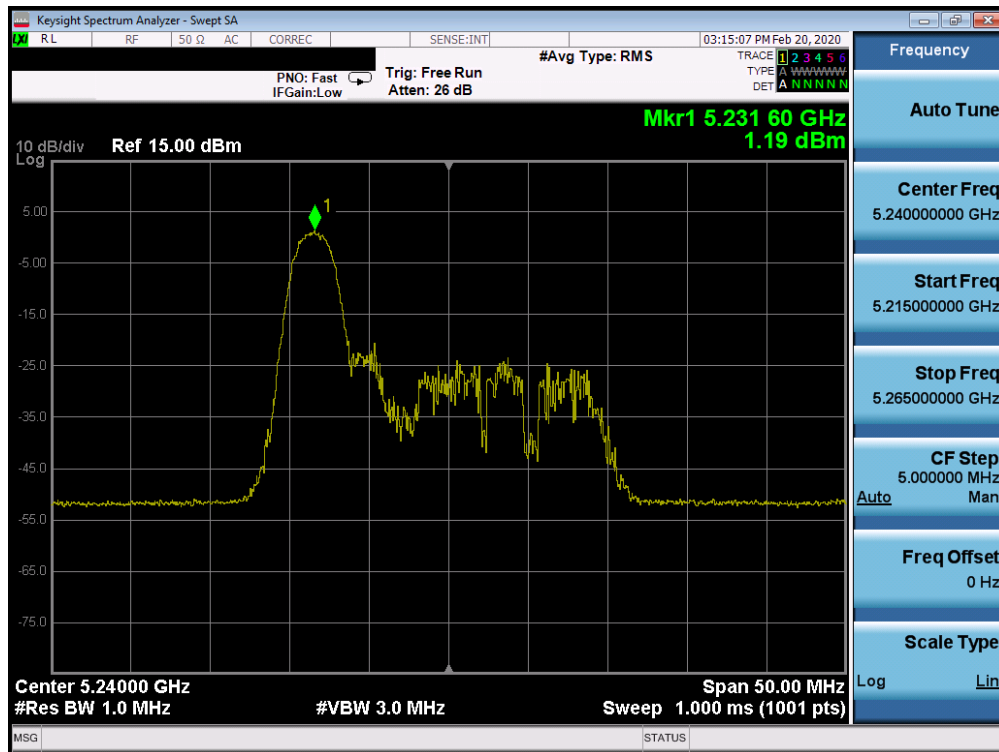 Keysight Spectrum Analyzer - Swept SA
LXI RL RF 50 Ω AC CORREC SENSE:INT 03:15:07 PM Feb 20, 2020
#Avg Type: RMS
TRACE 1 2 3 4 5 6
TYPE A WWWWW
DET A N N N N N
PNO: Fast
IFGain:Low
Trig: Free Run
Atten: 26 dB
Mkr1 5.231 60 GHz
1.19 dBm
10 dB/div Ref 15.00 dBm
Log
1
5.00
-5.00
-15.0
-25.0
-35.0
-45.0
-55.0
-65.0
-75.0
Center 5.24000 GHz
Span 50.00 MHz
#Res BW 1.0 MHz
#VBW 3.0 MHz
Sweep 1.000 ms (1001 pts)
MSG
STATUS
Frequency
Auto Tune
Center Freq
5.240000000 GHz
Start Freq
5.215000000 GHz
Stop Freq
5.265000000 GHz
CF Step
5.000000 MHz
Auto Man
Freq Offset
0 Hz
Scale Type
Log Lin